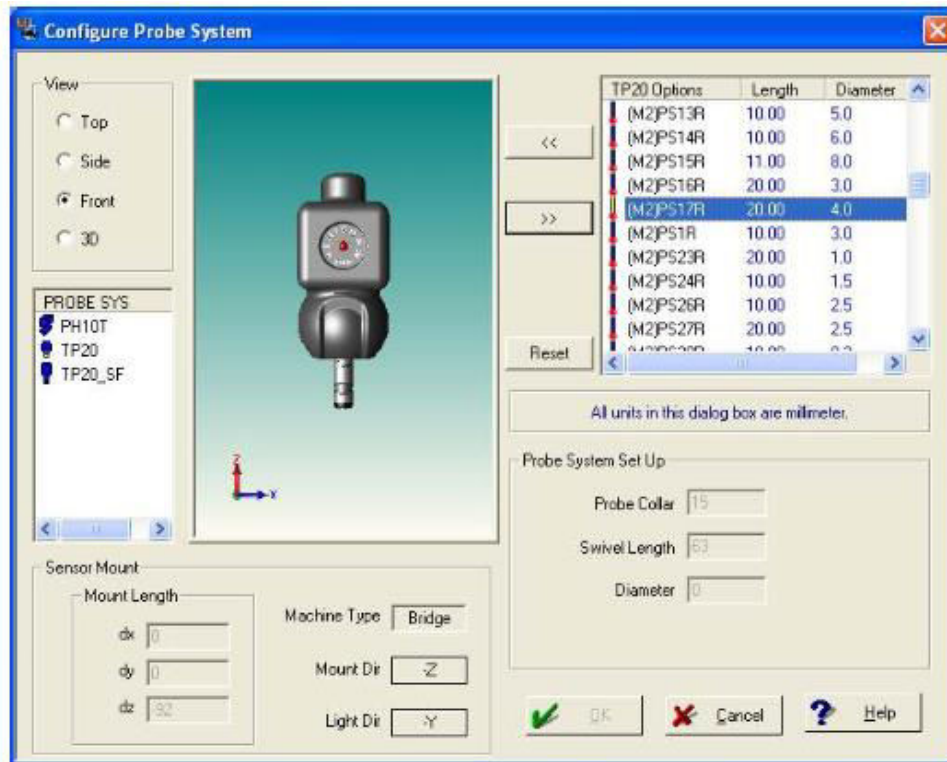 Configure Probe System
View
Top
Side
Front
3D
PROBE SYS
PH10T
TP20
TP20_SF
Z
<<
>>
Reset
TP20 Options Length Diameter
(M2)PS13R 10.00 5.0
(M2)PS14R 10.00 6.0
(M2)PS15R 11.00 8.0
(M2)PS16R 20.00 3.0
(M2)PS17R 20.00 4.0
(M2)PS1R 10.00 3.0
(M2)PS23R 20.00 1.0
(M2)PS24R 10.00 1.5
(M2)PS26R 10.00 2.5
(M2)PS27R 20.00 2.5
All units in this dialog box are millimeter.
Probe System Set Up
Probe Collar 15
Swivel Length 63
Diameter 0
Sensor Mount
Mount Length
dx 0
dy 0
dz -92
Machine Type Bridge
Mount Dir -Z
Light Dir -Y
OK
Cancel
Help